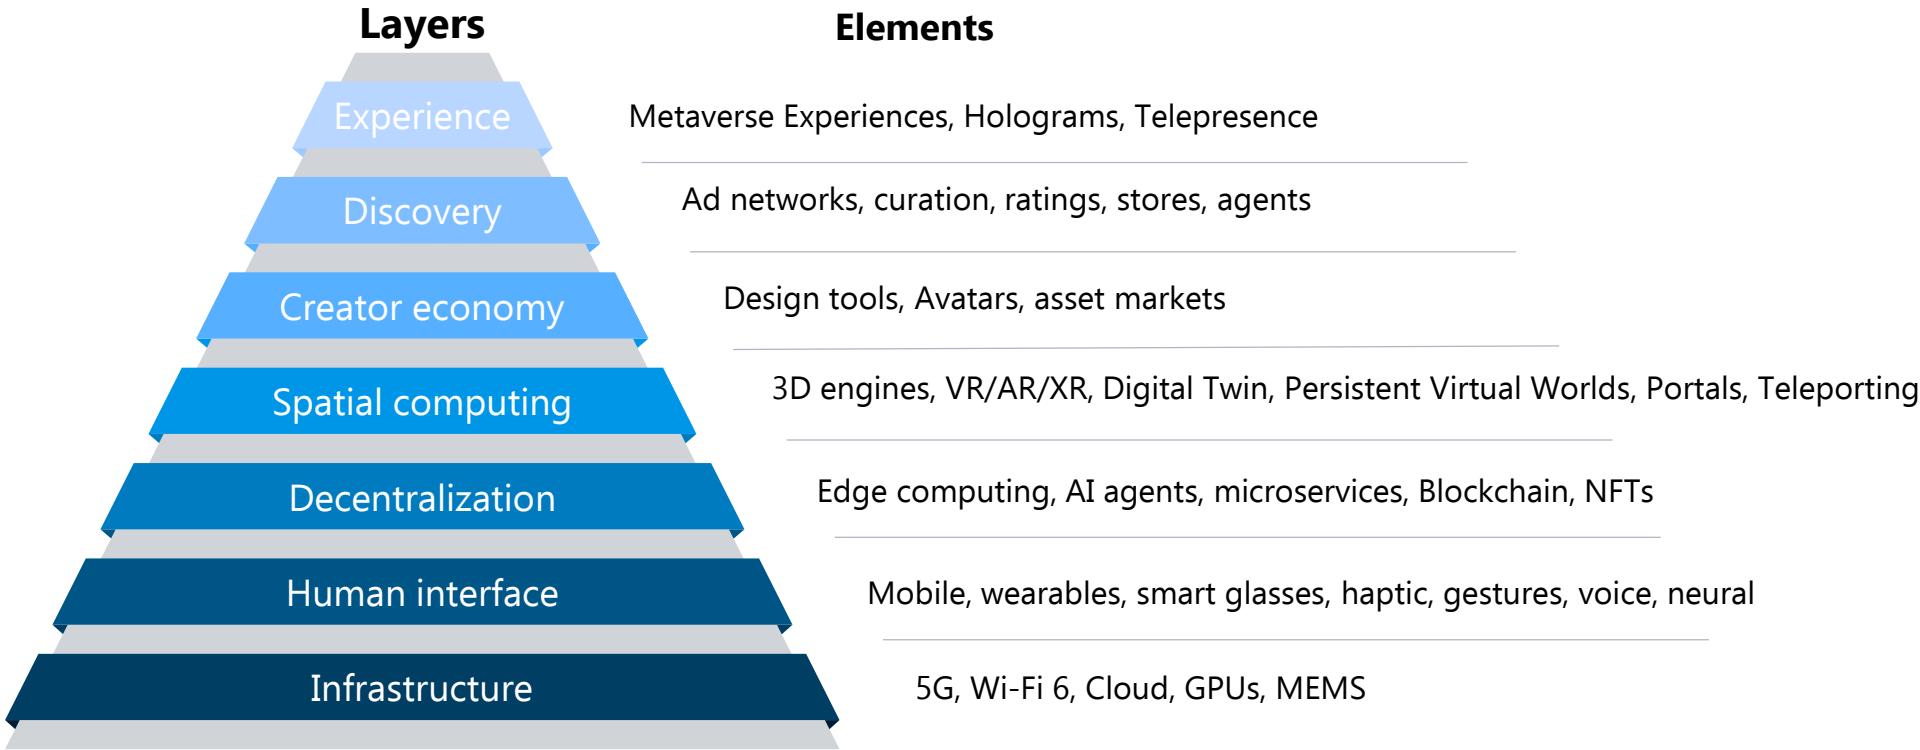 Layers
Elements
Experience
Metaverse Experiences, Holograms, Telepresence
Discovery
Ad networks, curation, ratings, stores, agents
Creator economy
Design tools, Avatars, asset markets
Spatial computing
3D engines, VR/AR/XR, Digital Twin, Persistent Virtual Worlds, Portals, Teleporting
Decentralization
Edge computing, AI agents, microservices, Blockchain, NFTs
Human interface
Mobile, wearables, smart glasses, haptic, gestures, voice, neural
Infrastructure
5G, Wi-Fi 6, Cloud, GPUs, MEMS